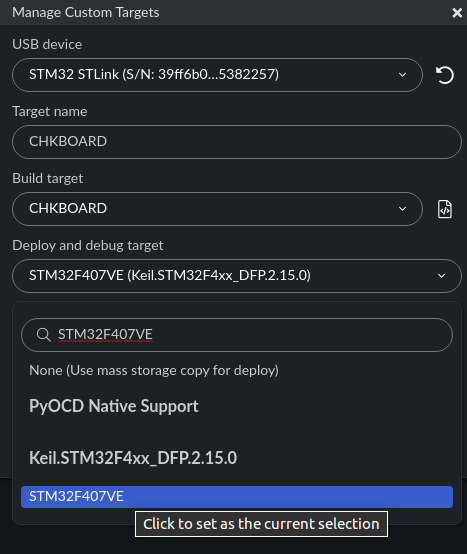 Manage Custom Targets
USB device
STM32 STLink (S/N: 39ff6b0...5382257)
Target name
CHKBOARD
Build target
CHKBOARD
Deploy and debug target
STM32F407VE (Keil.STM32F4xx_DFP.2.15.0)
STM32F407VE
None (Use mass storage copy for deploy)
PyOCD Native Support
Keil.STM32F4xx_DFP.2.15.0
STM32F407VE
Click to set as the current selection